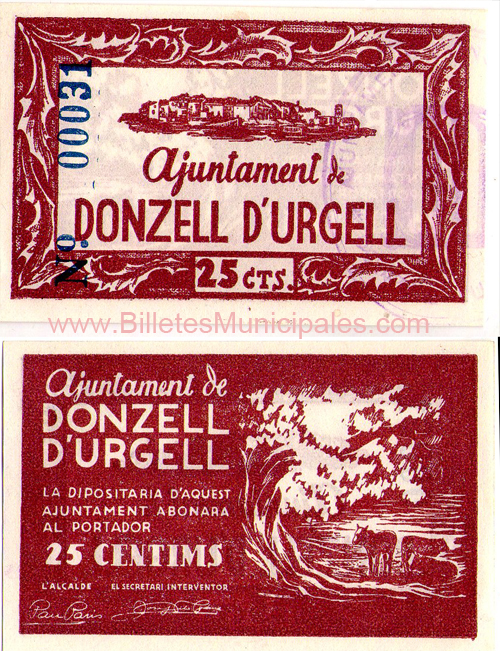 Nº 00031
Ajuntament de
DONZELL D'URGELL
25 CTS.
www.BilletesMunicipales.com
Ajuntament de
DONZELL
D'URGELL
LA DIPOSITARIA D'AQUEST
AJUNTAMENT ABONARA
AL PORTADOR
25 CENTIMS
L'ALCALDE EL SECRETARI INTERVENTOR